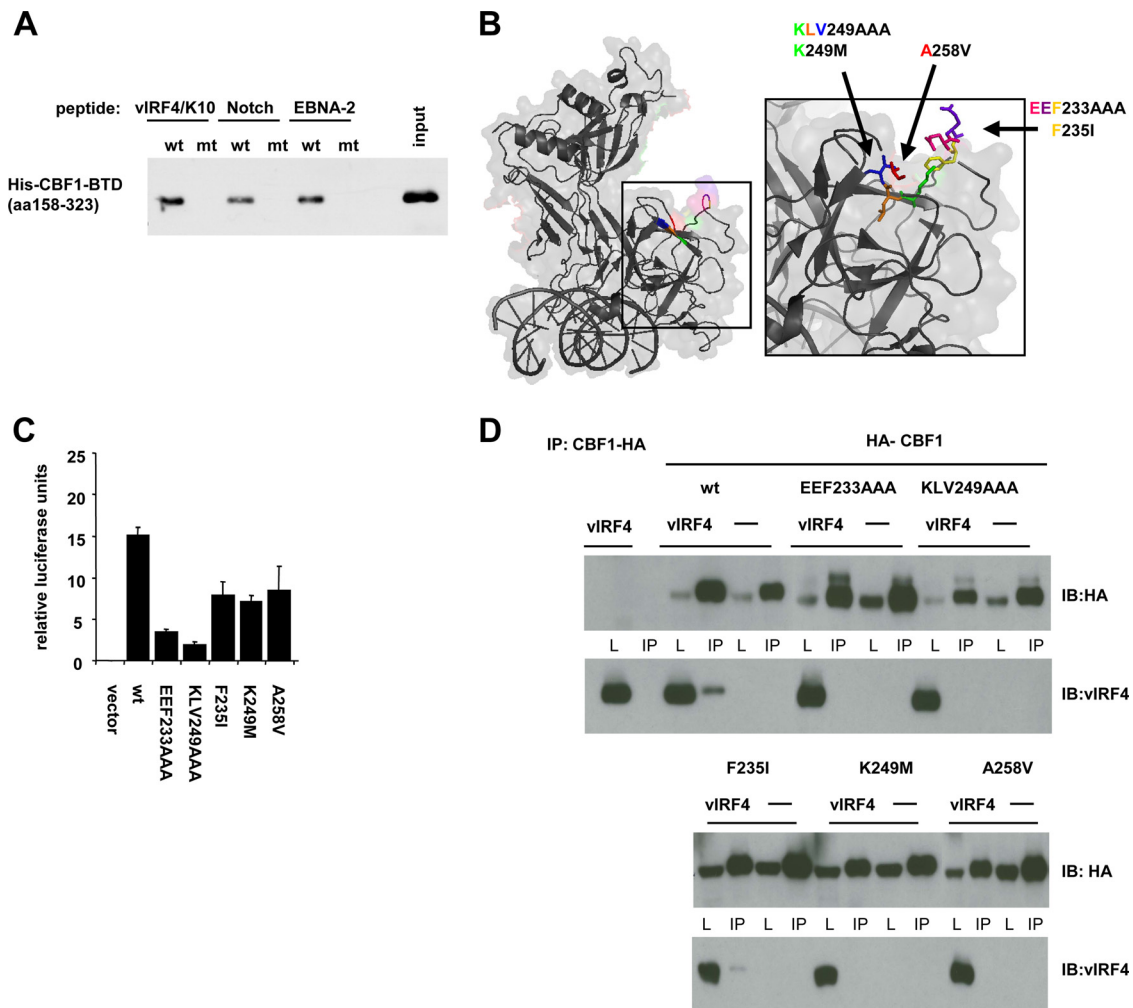 A
peptide: vIRF4/K10 Notch EBNA-2 input
wt mt wt mt wt mt
His-CBF1-BTD
(aa158-323)
B
KLV249AAA
K249M
A258V
EEF233AAA
F235I
C
relative luciferase units
25
20
15
10
5
0
vector
wt
EEF233AAA
KLV249AAA
F235I
K249M
A258V
D
IP: CBF1-HA
HA- CBF1
wt EEF233AAA KLV249AAA
vIRF4 vIRF4 — vIRF4 — vIRF4 —
IB:HA
L IP L IP L IP L IP L IP L IP L IP
IB:vIRF4
F235I K249M A258V
vIRF4 — vIRF4 — vIRF4 —
IB: HA
L IP L IP L IP L IP L IP L IP
IB:vIRF4